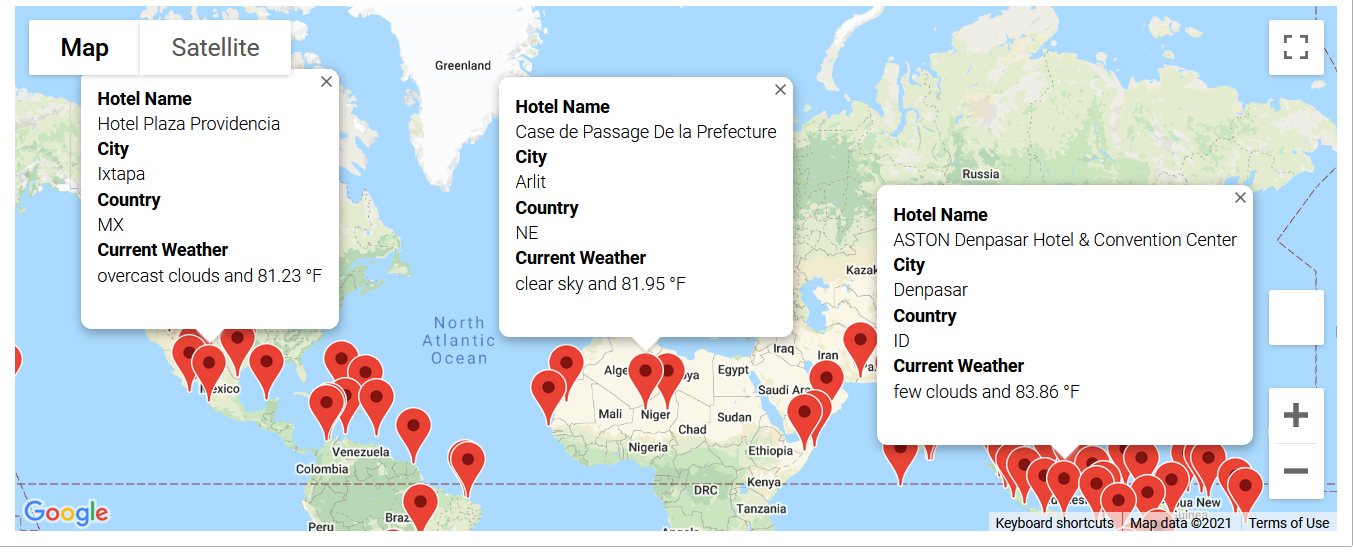 Map
Satellite
Greenland
Hotel Name
Hotel Plaza Providencia
City
Ixtapa
Country
MX
Current Weather
overcast clouds and 81.23 °F
Hotel Name
Case de Passage De la Prefecture
City
Arlit
Country
NE
Current Weather
clear sky and 81.95 °F
Russia
Hotel Name
ASTON Denpasar Hotel & Convention Center
City
Denpasar
Country
ID
Current Weather
few clouds and 83.86 °F
North
Atlantic
Ocean
Kazak
Iraq
Iran
Alge
ya
Egypt
Saudi Ara
Pa
Mexico
Mali
Niger
Chad
Sudan
Nigeria
Ethiopia
Venezuela
Colombia
Kenya
DRC
Tanzania
ua New
Guinea
Peru
Braz
Angola
Google
Keyboard shortcuts
Map data ©2021
Terms of Use